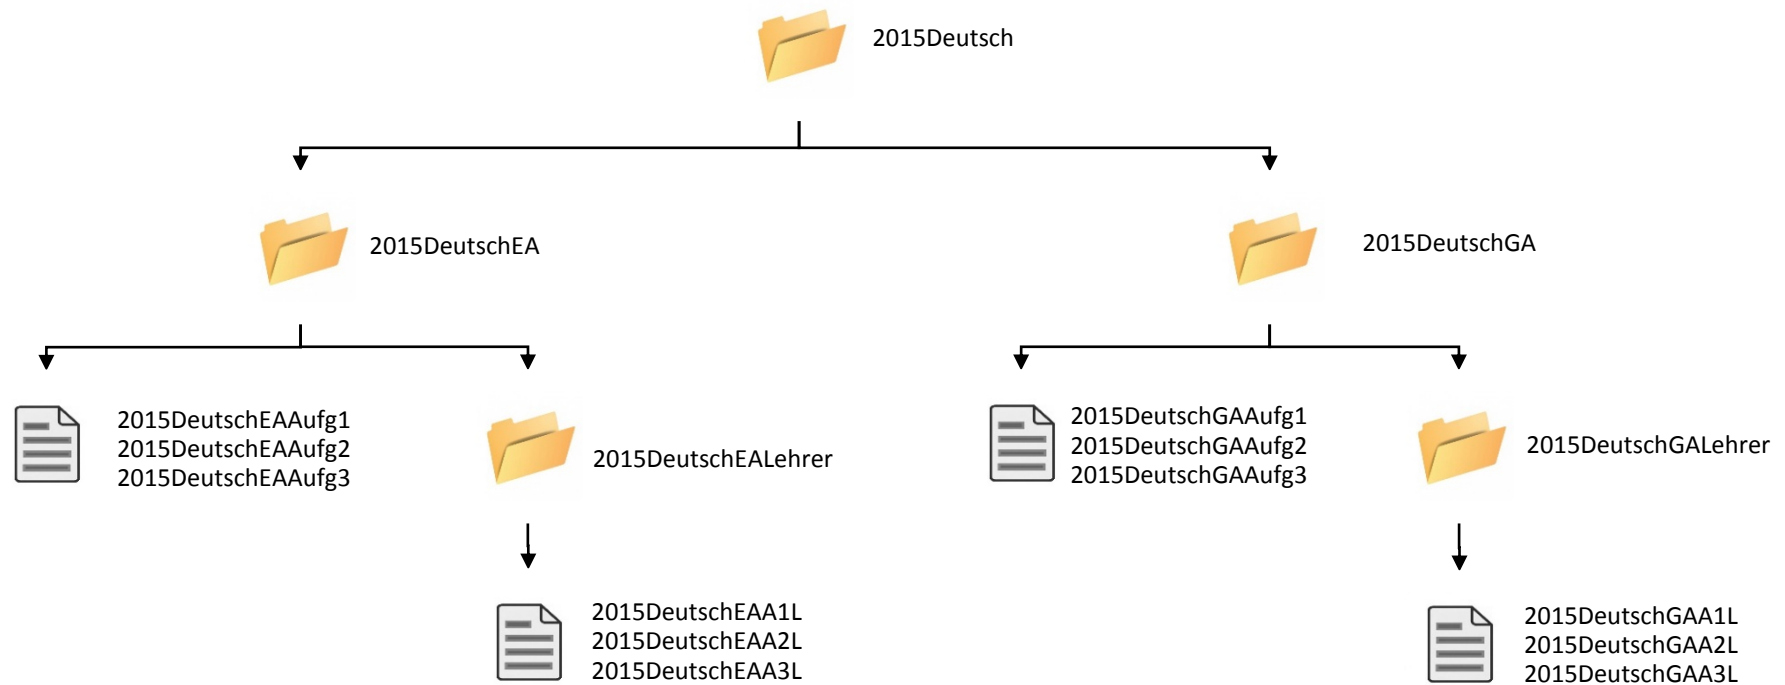 2015Deutsch
2015DeutschEA
2015DeutschGA
2015DeutschEAAufg1
2015DeutschEAAufg2
2015DeutschEAAufg3
2015DeutschEALehrer
2015DeutschGAAufg1
2015DeutschGAAufg2
2015DeutschGAAufg3
2015DeutschGALehrer
2015DeutschEAA1L
2015DeutschEAA2L
2015DeutschEAA3L
2015DeutschGAA1L
2015DeutschGAA2L
2015DeutschGAA3L